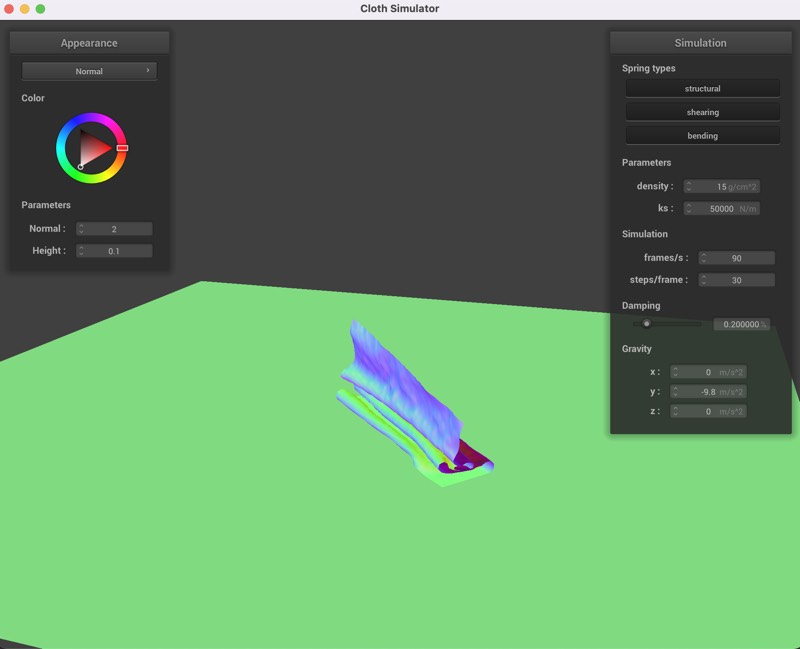 Cloth Simulator
Appearance
Normal
Color
Parameters
Normal : 2
Height : 0.1
Simulation
Spring types
structural
shearing
bending
Parameters
density : 15 g/cm^2
ks : 50000 N/m
Simulation
frames/s : 90
steps/frame : 30
Damping
0.200000 %
Gravity
x : 0 m/s^2
y : -9.8 m/s^2
z : 0 m/s^2